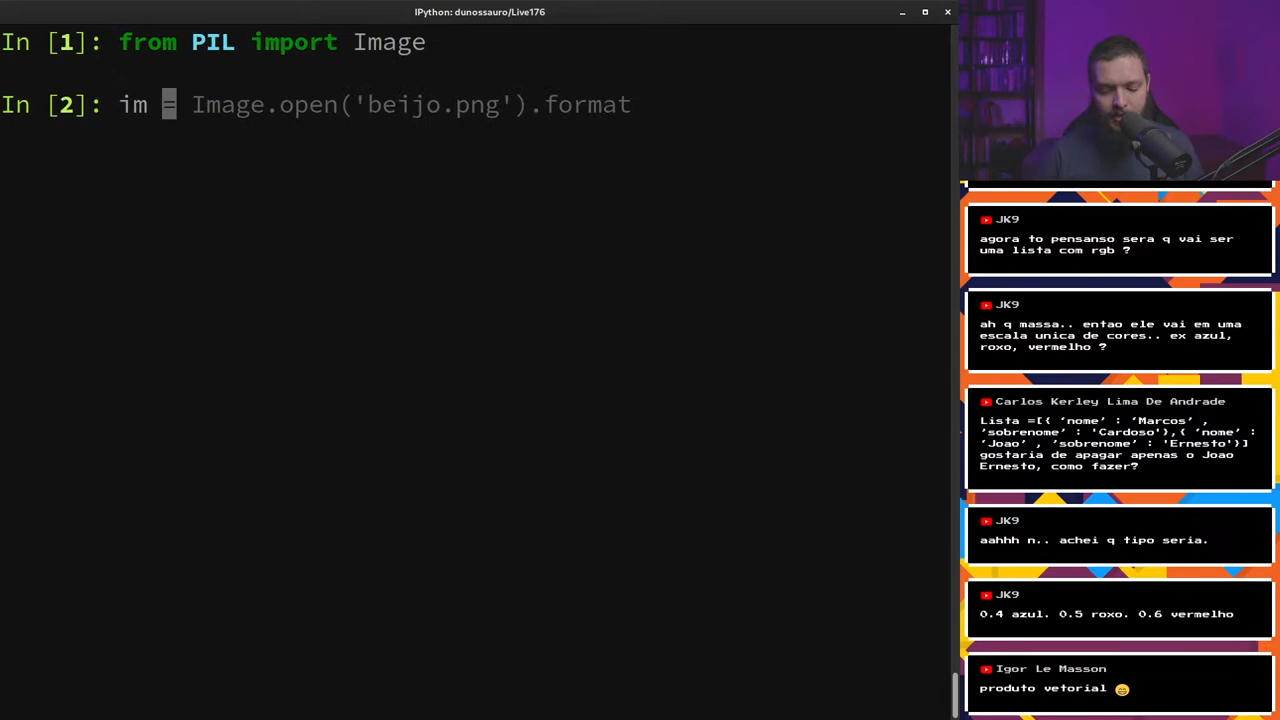 IPython: dunossauro/Live176
In [1]: from PIL import Image
In [2]: im = Image.open('beijo.png').format
JK9
agora to pensanso sera q vai ser
uma lista com rgb ?
JK9
ah q massa.. entao ele vai em uma
escala unica de cores.. ex azul,
roxo, vermelho ?
Carlos Kerley Lima De Andrade
Lista =[{ ‘nome’ : ‘Marcos’ ,
’sobrenome’ : 'Cardoso'},{ ‘nome’ :
‘Joao’ , ’sobrenome’ : 'Ernesto'}]
gostaria de apagar apenas o Joao
Ernesto, como fazer?
JK9
aahhh n.. achei q tipo seria.
JK9
0.4 azul. 0.5 roxo. 0.6 vermelho
Igor Le Masson
produto vetorial 😁